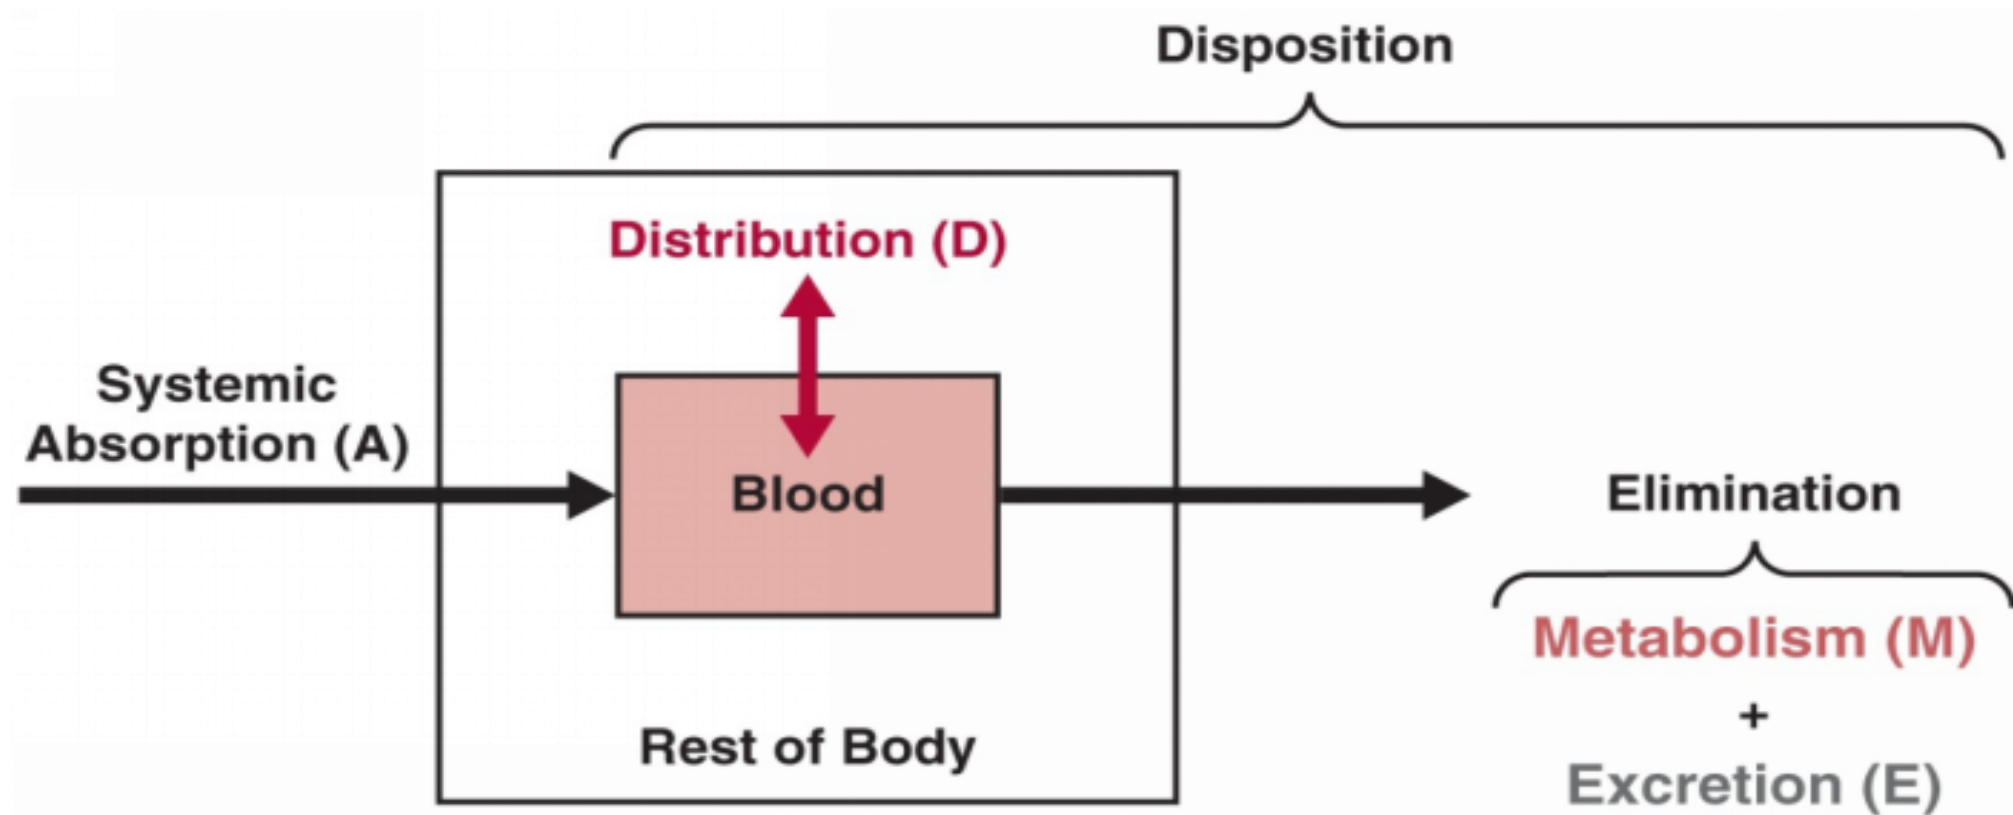 Disposition
Distribution (D)
Systemic
Absorption (A)
Blood
Elimination
Metabolism (M)
+
Excretion (E)
Rest of Body